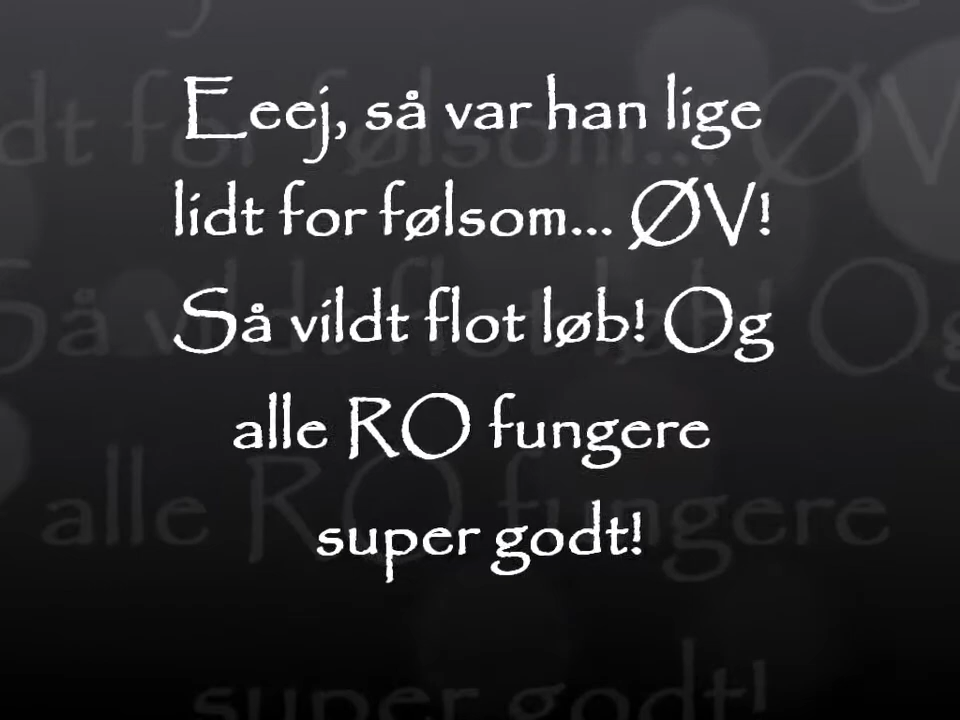 Eeej, så var han lige
lidt for følsom... ØV!
Så vildt flot løb! Og
alle RO fungere
super godt!